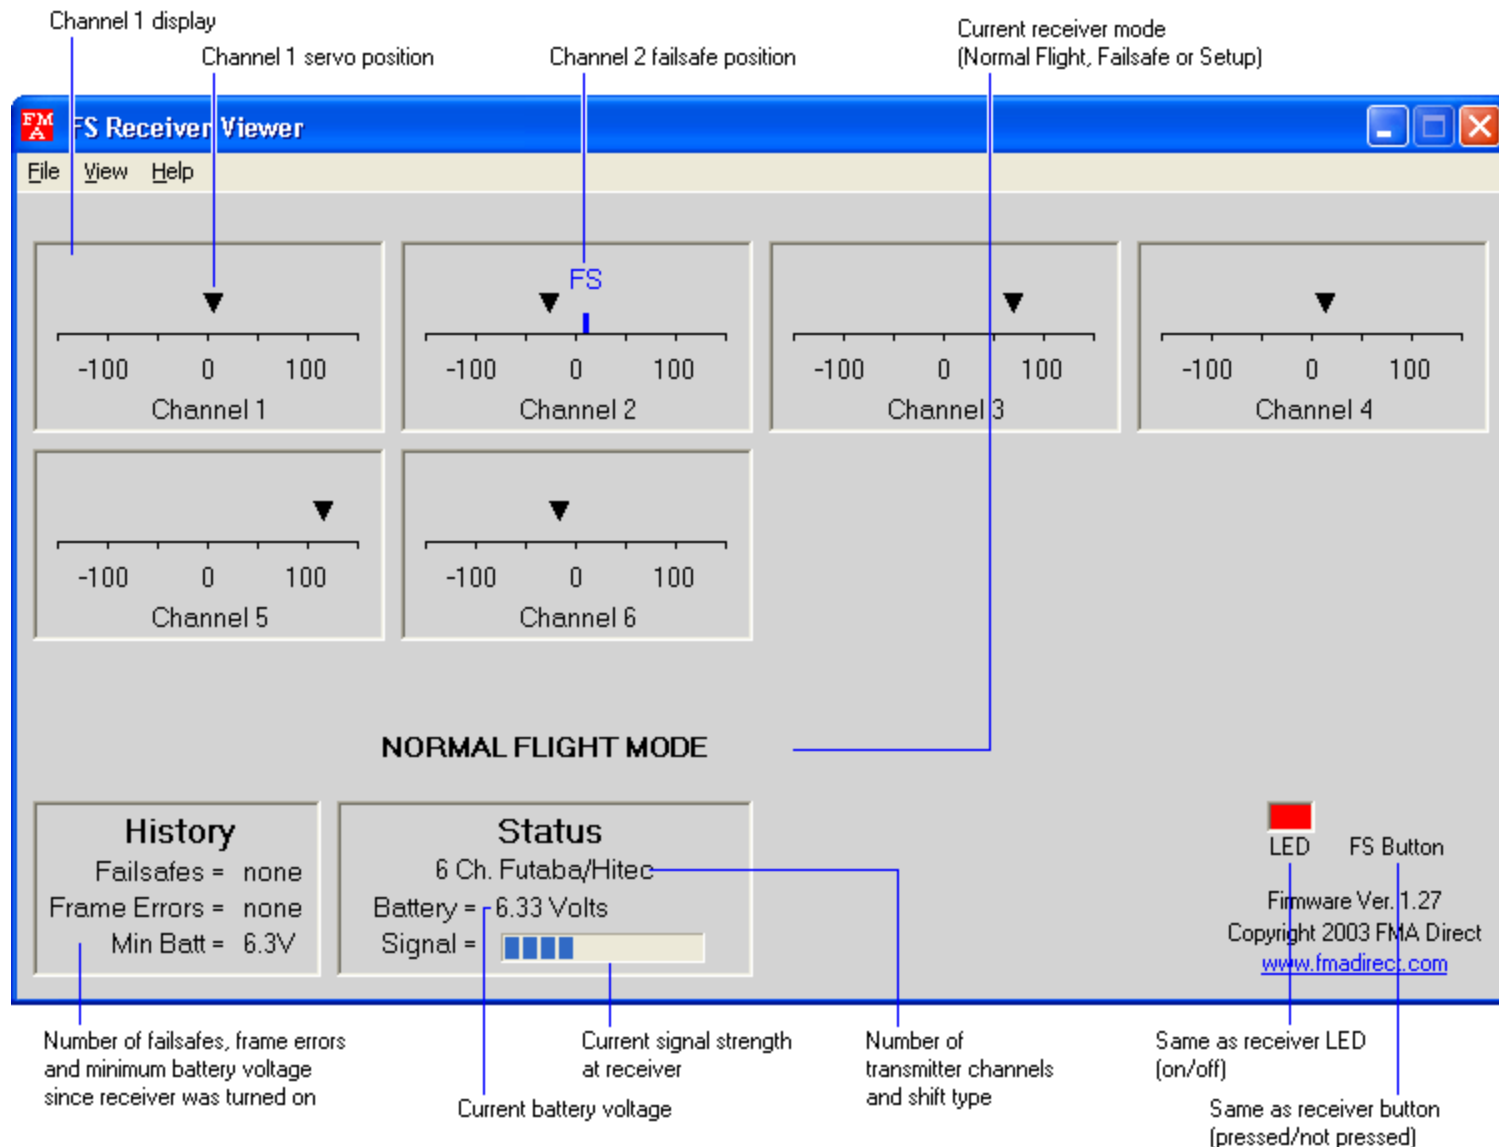 Channel 1 display
Channel 1 servo position
Channel 2 failsafe position
Current receiver mode
(Normal Flight, Failsafe or Setup)
FM
A
FS Receiver Viewer
File View Help
-100 0 100
Channel 1
FS
-100 0 100
Channel 2
-100 0 100
Channel 3
-100 0 100
Channel 4
-100 0 100
Channel 5
-100 0 100
Channel 6
NORMAL FLIGHT MODE
History
Failsafes = none
Frame Errors = none
Min Batt = 6.3V
Status
6 Ch. Futaba/Hitec
Battery = 6.33 Volts
Signal =
LED FS Button
Firmware Ver. 1.27
Copyright 2003 FMA Direct
www.fmadirect.com
Number of failsafes, frame errors
and minimum battery voltage
since receiver was turned on
Current battery voltage
Current signal strength
at receiver
Number of
transmitter channels
and shift type
Same as receiver LED
(on/off)
Same as receiver button
(pressed/not pressed)